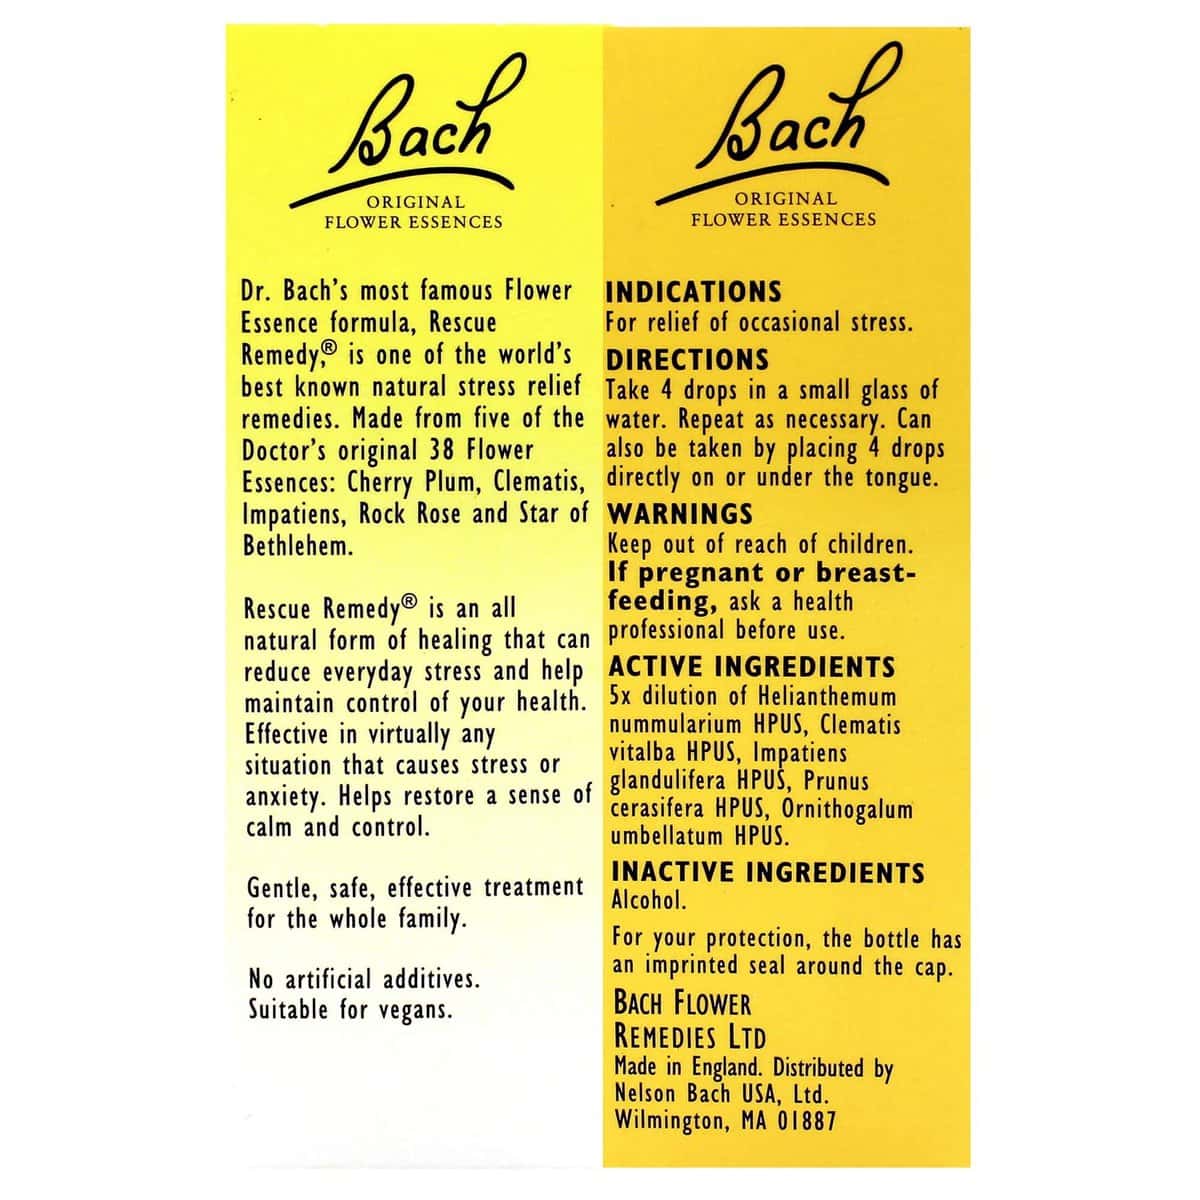 Bach
ORIGINAL
FLOWER ESSENCES
Dr. Bach's most famous Flower
Essence formula, Rescue
Remedy,® is one of the world's
best known natural stress relief
remedies. Made from five of the
Doctor's original 38 Flower
Essences: Cherry Plum, Clematis,
Impatiens, Rock Rose and Star of
Bethlehem.
Rescue Remedy® is an all
natural form of healing that can
reduce everyday stress and help
maintain control of your health.
Effective in virtually any
situation that causes stress or
anxiety. Helps restore a sense of
calm and control.
Gentle, safe, effective treatment
for the whole family.
No artificial additives.
Suitable for vegans.
Bach
ORIGINAL
FLOWER ESSENCES
INDICATIONS
For relief of occasional stress.
DIRECTIONS
Take 4 drops in a small glass of
water. Repeat as necessary. Can
also be taken by placing 4 drops
directly on or under the tongue.
WARNINGS
Keep out of reach of children.
If pregnant or breast-
feeding, ask a health
professional before use.
ACTIVE INGREDIENTS
5x dilution of Helianthemum
nummularium HPUS, Clematis
vitalba HPUS, Impatiens
glandulifera HPUS, Prunus
cerasifera HPUS, Ornithogalum
umbellatum HPUS.
INACTIVE INGREDIENTS
Alcohol.
For your protection, the bottle has
an imprinted seal around the cap.
BACH FLOWER
REMEDIES LTD
Made in England. Distributed by
Nelson Bach USA, Ltd.
Wilmington, MA 01887